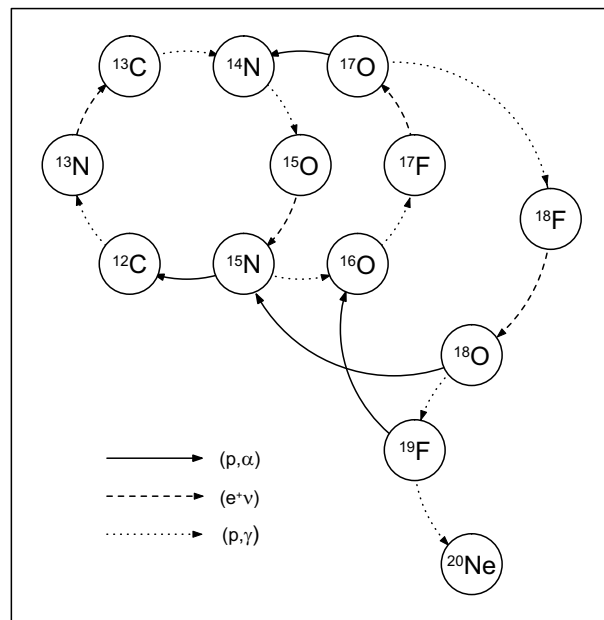 ¹³C ¹⁴N ¹⁷O
¹³N ¹⁵O ¹⁷F
¹⁸F
¹²C ¹⁵N ¹⁶O
¹⁸O
¹⁹F
(p,α)
(e⁺ν)
(p,γ)
²⁰Ne